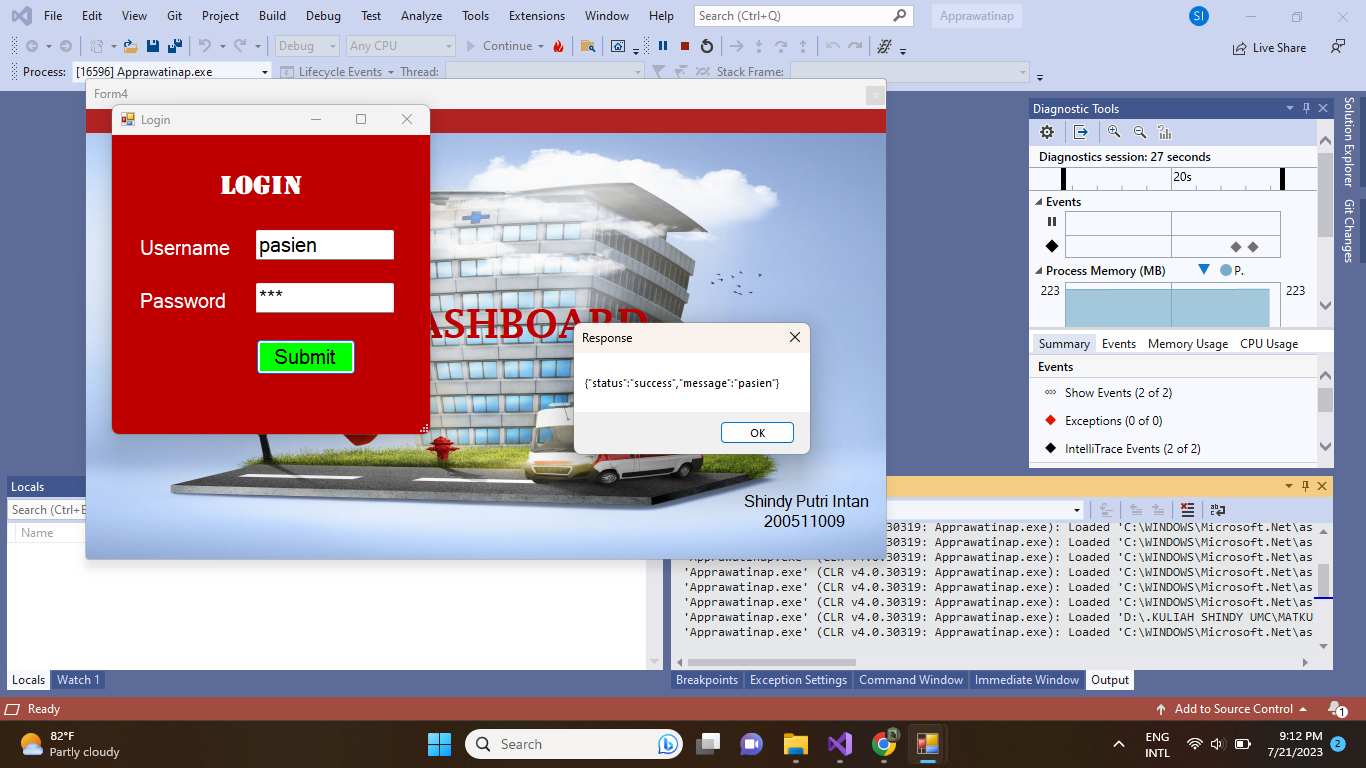 File Edit View Git Project Build Debug Test Analyze Tools Extensions Window Help Search (Ctrl+Q) Apprawatinap SI
Debug Any CPU Continue Live Share
Process: [16596] Apprawatinap.exe Lifecycle Events Thread: Stack Frame:
Form4
Login
LOGIN
Username pasien
Password ***
Submit
ASHBOARD
Response
{"status":"success","message":"pasien"}
OK
Shindy Putri Intan
200511009
Diagnostic Tools
Diagnostics session: 27 seconds
20s
Events
Process Memory (MB) P..
223 223
Summary Events Memory Usage CPU Usage
Events
Show Events (2 of 2)
Exceptions (0 of 0)
IntelliTrace Events (2 of 2)
Solution Explorer
Git Changes
Locals
Search (Ctrl+E
Name
c4.0.30319: Apprawatinap.exe): Loaded 'C:\WINDOWS\Microsoft.Net\as
c4.0.30319: Apprawatinap.exe): Loaded 'C:\WINDOWS\Microsoft.Net\as
'Apprawatinap.exe' (CLR v4.0.30319: Apprawatinap.exe): Loaded 'C:\WINDOWS\Microsoft.Net\as
'Apprawatinap.exe' (CLR v4.0.30319: Apprawatinap.exe): Loaded 'C:\WINDOWS\Microsoft.Net\as
'Apprawatinap.exe' (CLR v4.0.30319: Apprawatinap.exe): Loaded 'C:\WINDOWS\Microsoft.Net\as
'Apprawatinap.exe' (CLR v4.0.30319: Apprawatinap.exe): Loaded 'C:\WINDOWS\Microsoft.Net\as
'Apprawatinap.exe' (CLR v4.0.30319: Apprawatinap.exe): Loaded 'D:\.KULIAH SHINDY UMC\MATKU
'Apprawatinap.exe' (CLR v4.0.30319: Apprawatinap.exe): Loaded 'C:\WINDOWS\Microsoft.Net\as
Locals Watch 1
Breakpoints Exception Settings Command Window Immediate Window Output
Ready Add to Source Control 1
82°F
Partly cloudy
Search
ENG
INTL
9:12 PM
7/21/2023
2